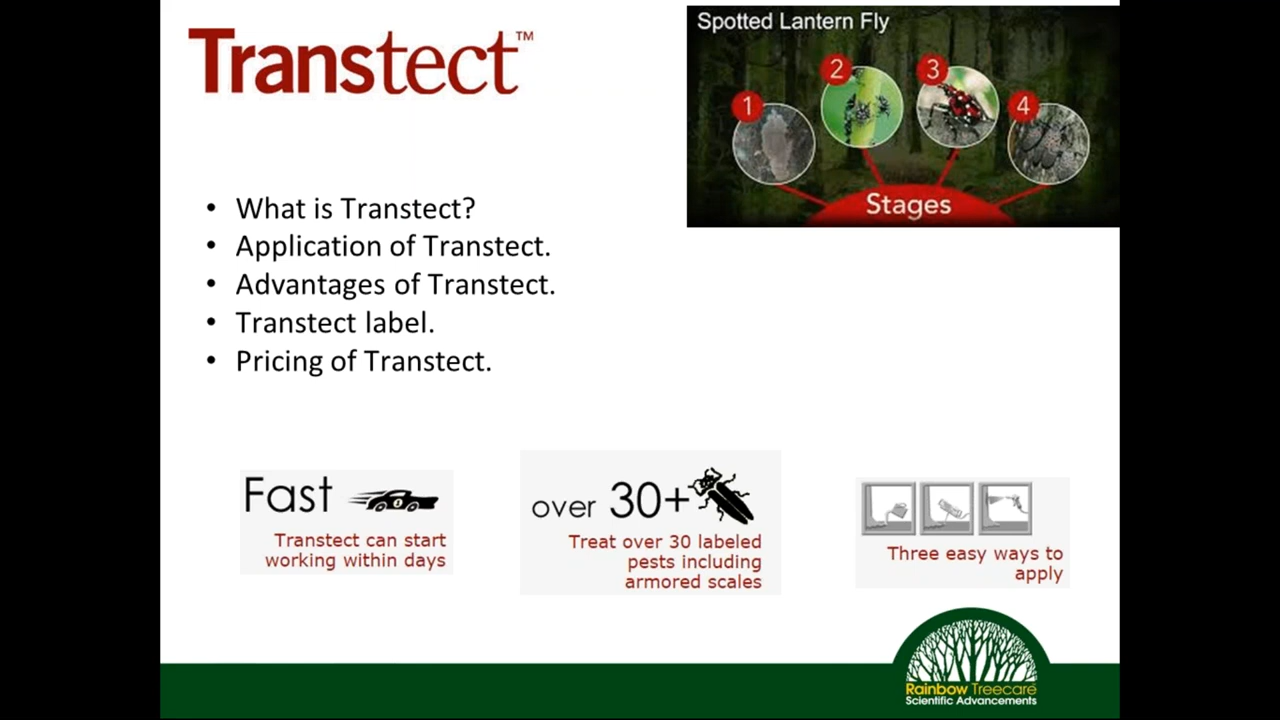 Transtect™
Spotted Lantern Fly
1
2
3
4
Stages
• What is Transtect?
• Application of Transtect.
• Advantages of Transtect.
• Transtect label.
• Pricing of Transtect.
Fast
Transtect can start
working within days
over 30+
Treat over 30 labeled
pests including
armored scales
Three easy ways to
apply
Rainbow Treecare
Scientific Advancements